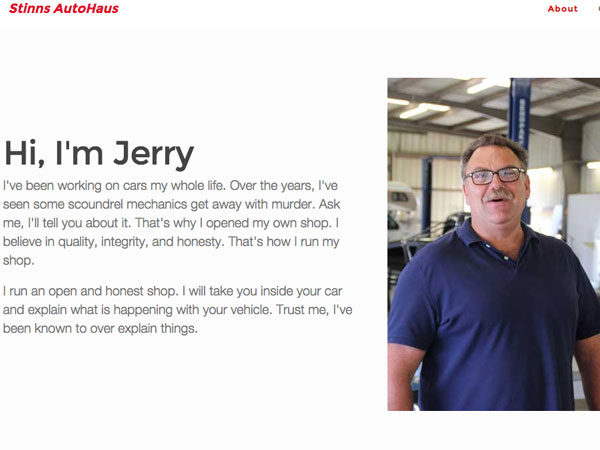 Stinns AutoHaus
About
Hi, I'm Jerry
I've been working on cars my whole life. Over the years, I've
seen some scoundrel mechanics get away with murder. Ask
me, I'll tell you about it. That's why I opened my own shop. I
believe in quality, integrity, and honesty. That's how I run my
shop.
I run an open and honest shop. I will take you inside your car
and explain what is happening with your vehicle. Trust me, I've
been known to over explain things.